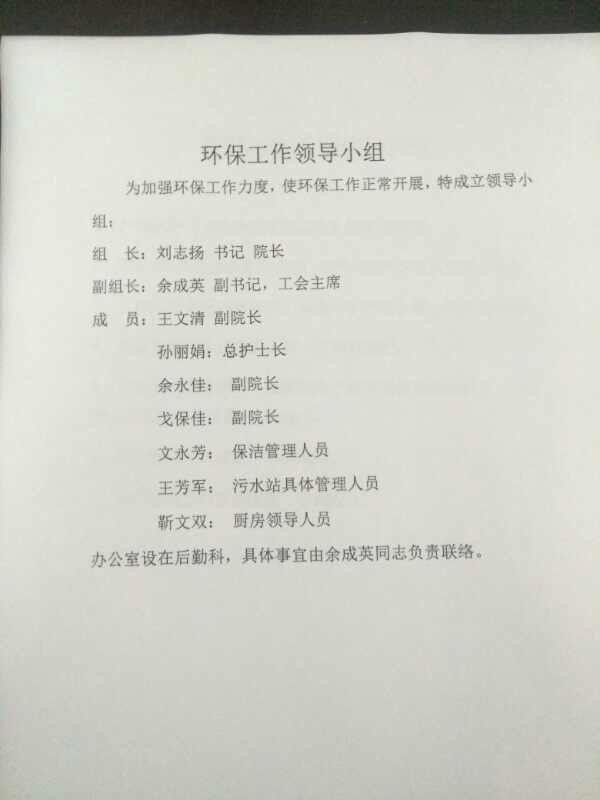 环保工作领导小组
为加强环保工作力度，使环保工作正常开展，特成立领导小
组：
组 长：刘志扬 书记 院长
副组长：余成英 副书记，工会主席
成 员：王文清 副院长
孙丽娟：总护士长
余永佳： 副院长
戈保佳： 副院长
文永芳： 保洁管理人员
王芳军： 污水站具体管理人员
靳文双： 厨房领导人员
办公室设在后勤科，具体事宜由余成英同志负责联络。